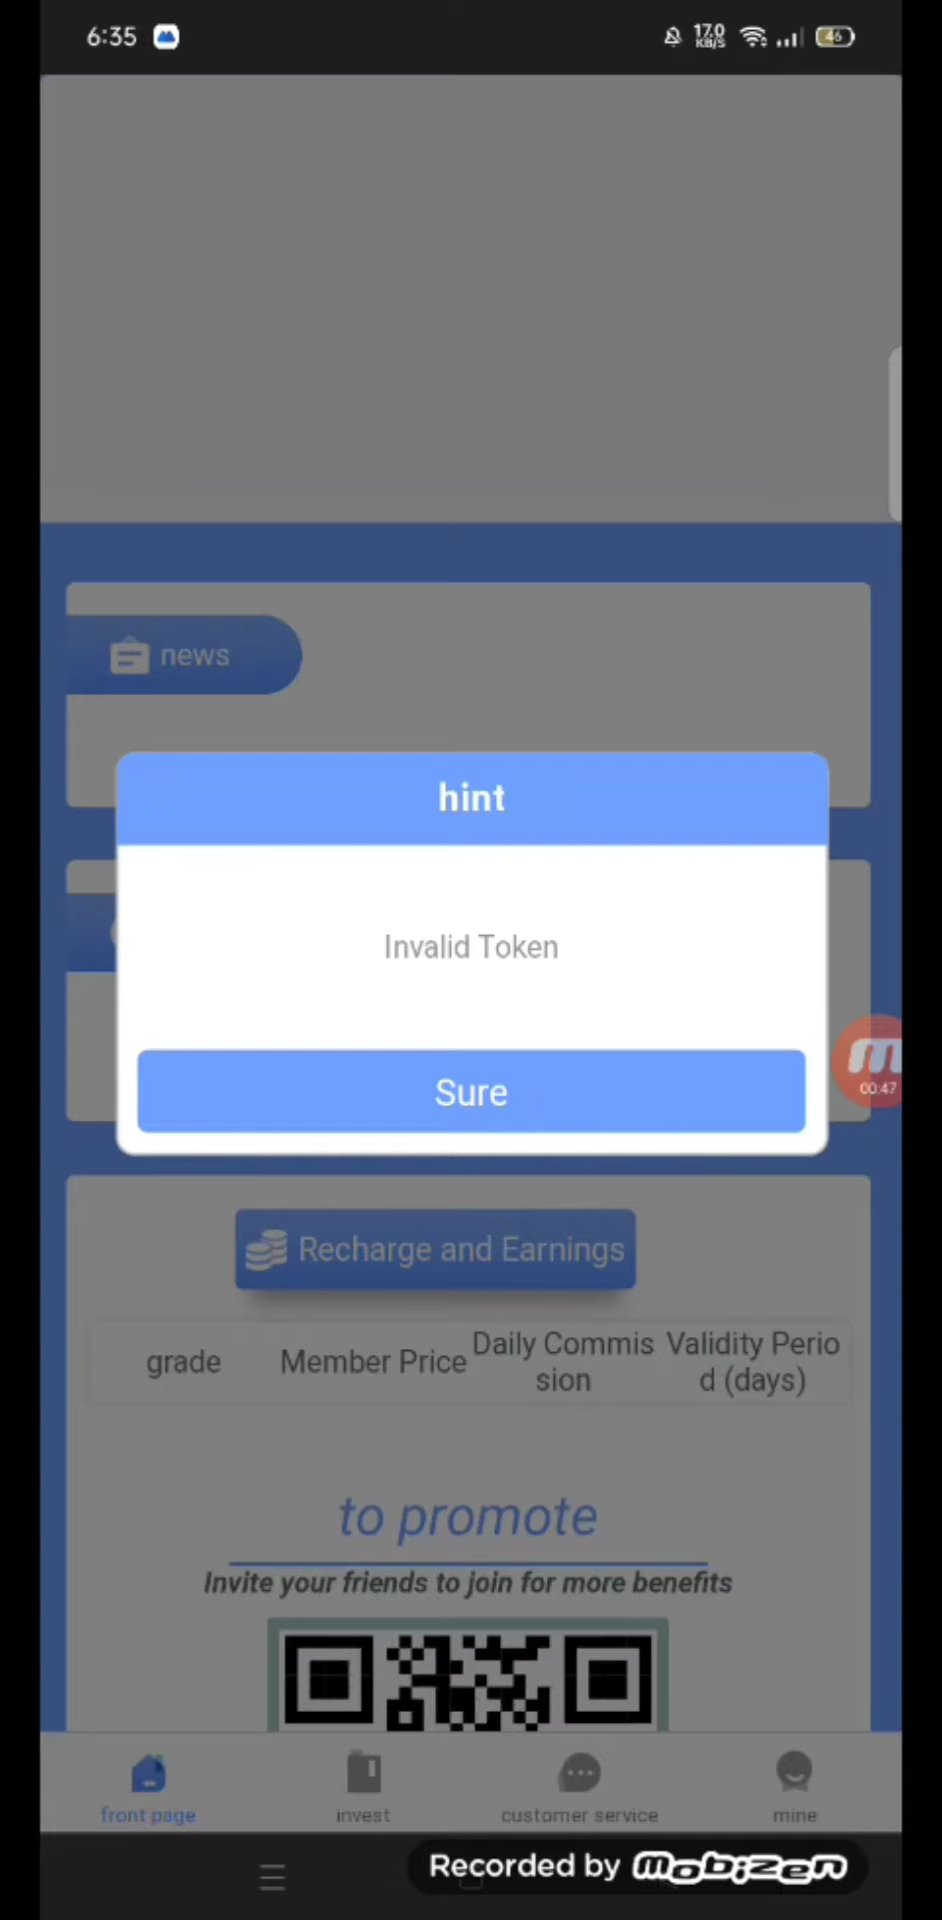 6:35
17.0
KB/S
46
news
hint
Invalid Token
Sure
00:47
Recharge and Earnings
grade
Member Price
Daily Commis
sion
Validity Perio
d (days)
to promote
Invite your friends to join for more benefits
front page
invest
customer service
mine
Recorded by mobizen